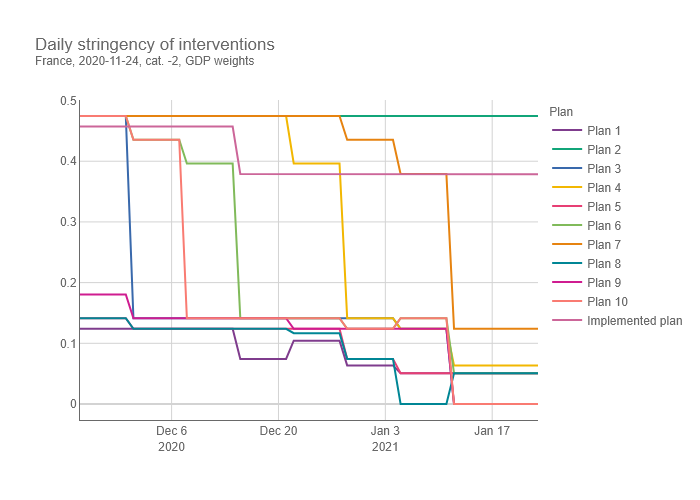 Daily stringency of interventions
France, 2020-11-24, cat. -2, GDP weights
0.5
0.4
0.3
0.2
0.1
0
Dec 6
2020
Dec 20
Jan 3
2021
Jan 17
Plan
Plan 1
Plan 2
Plan 3
Plan 4
Plan 5
Plan 6
Plan 7
Plan 8
Plan 9
Plan 10
Implemented plan